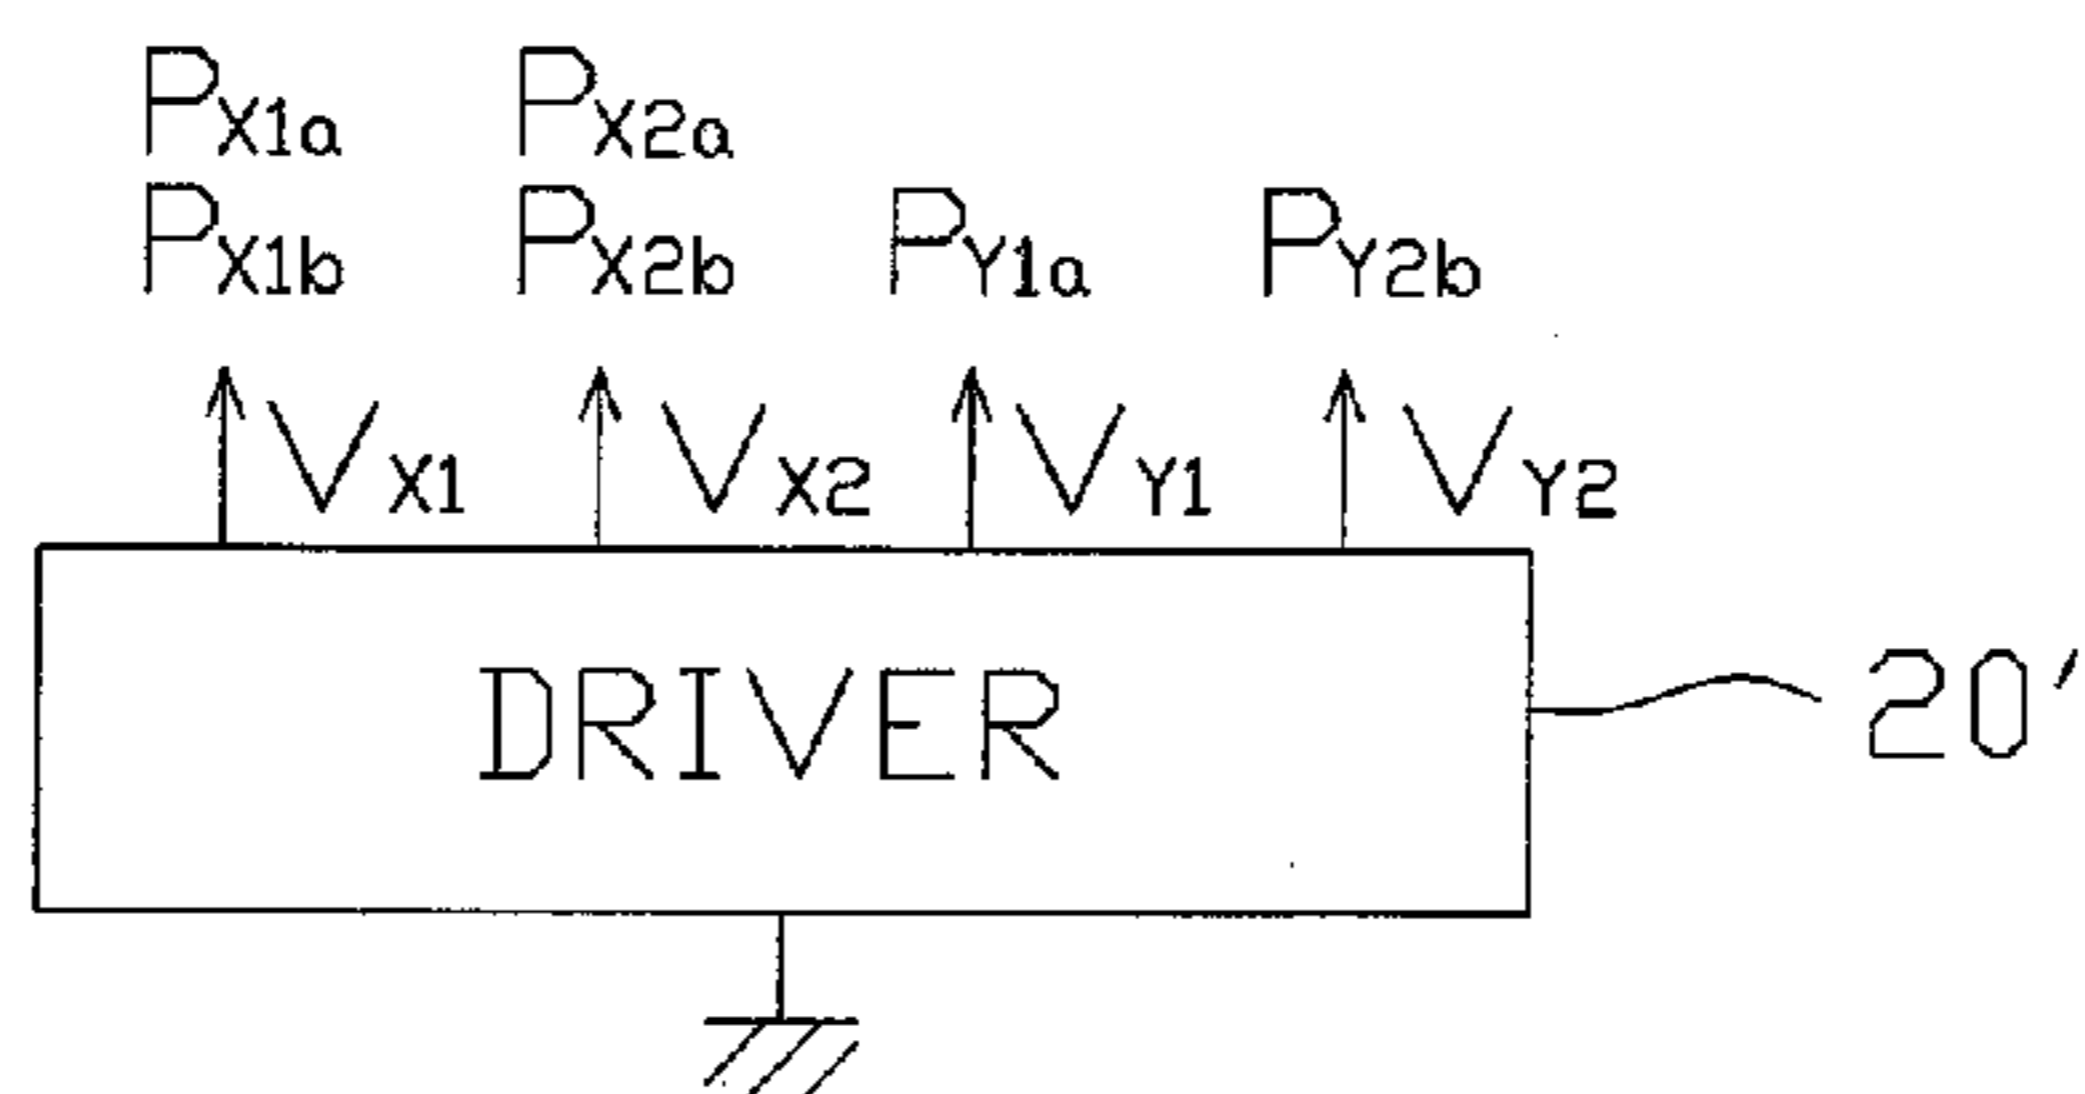 PX1a PX2a
PX1b PX2b PY1a PY2b
VX1 VX2 VY1 VY2
DRIVER 20'